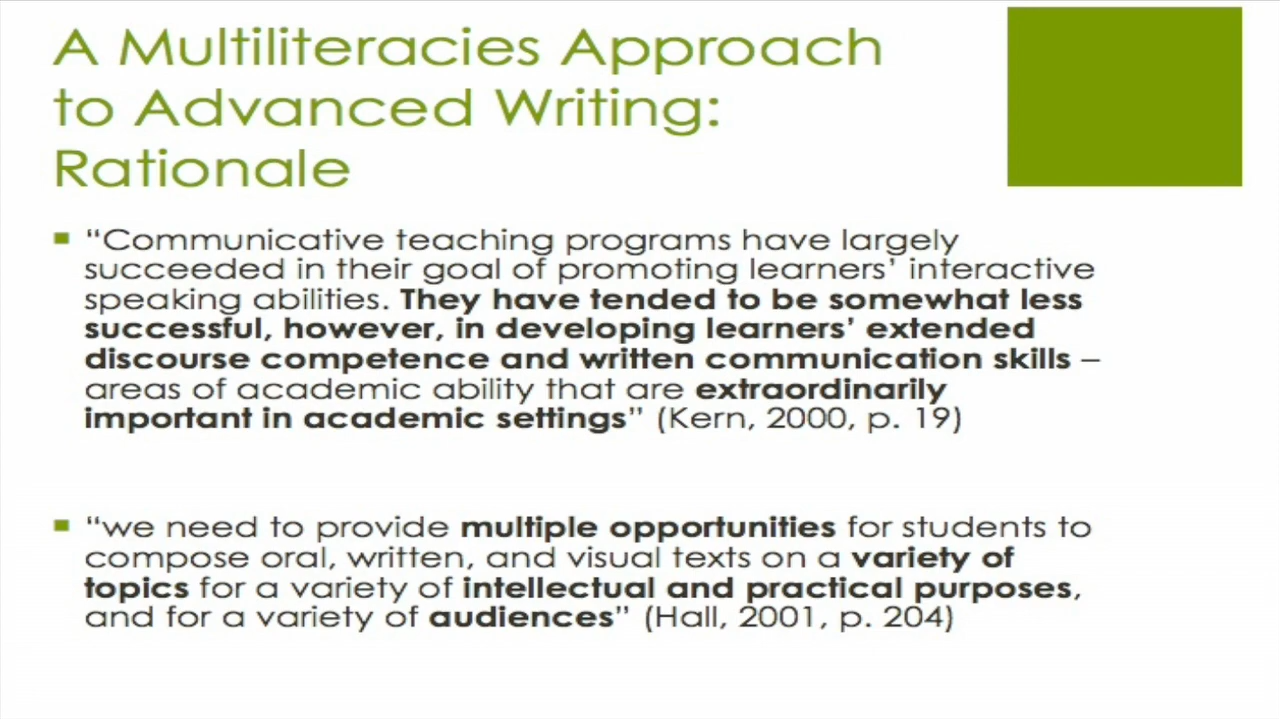 A Multiliteracies Approach
to Advanced Writing:
Rationale
“Communicative teaching programs have largely
succeeded in their goal of promoting learners’ interactive
speaking abilities. They have tended to be somewhat less
successful, however, in developing learners’ extended
discourse competence and written communication skills –
areas of academic ability that are extraordinarily
important in academic settings” (Kern, 2000, p. 19)
“we need to provide multiple opportunities for students to
compose oral, written, and visual texts on a variety of
topics for a variety of intellectual and practical purposes,
and for a variety of audiences” (Hall, 2001, p. 204)